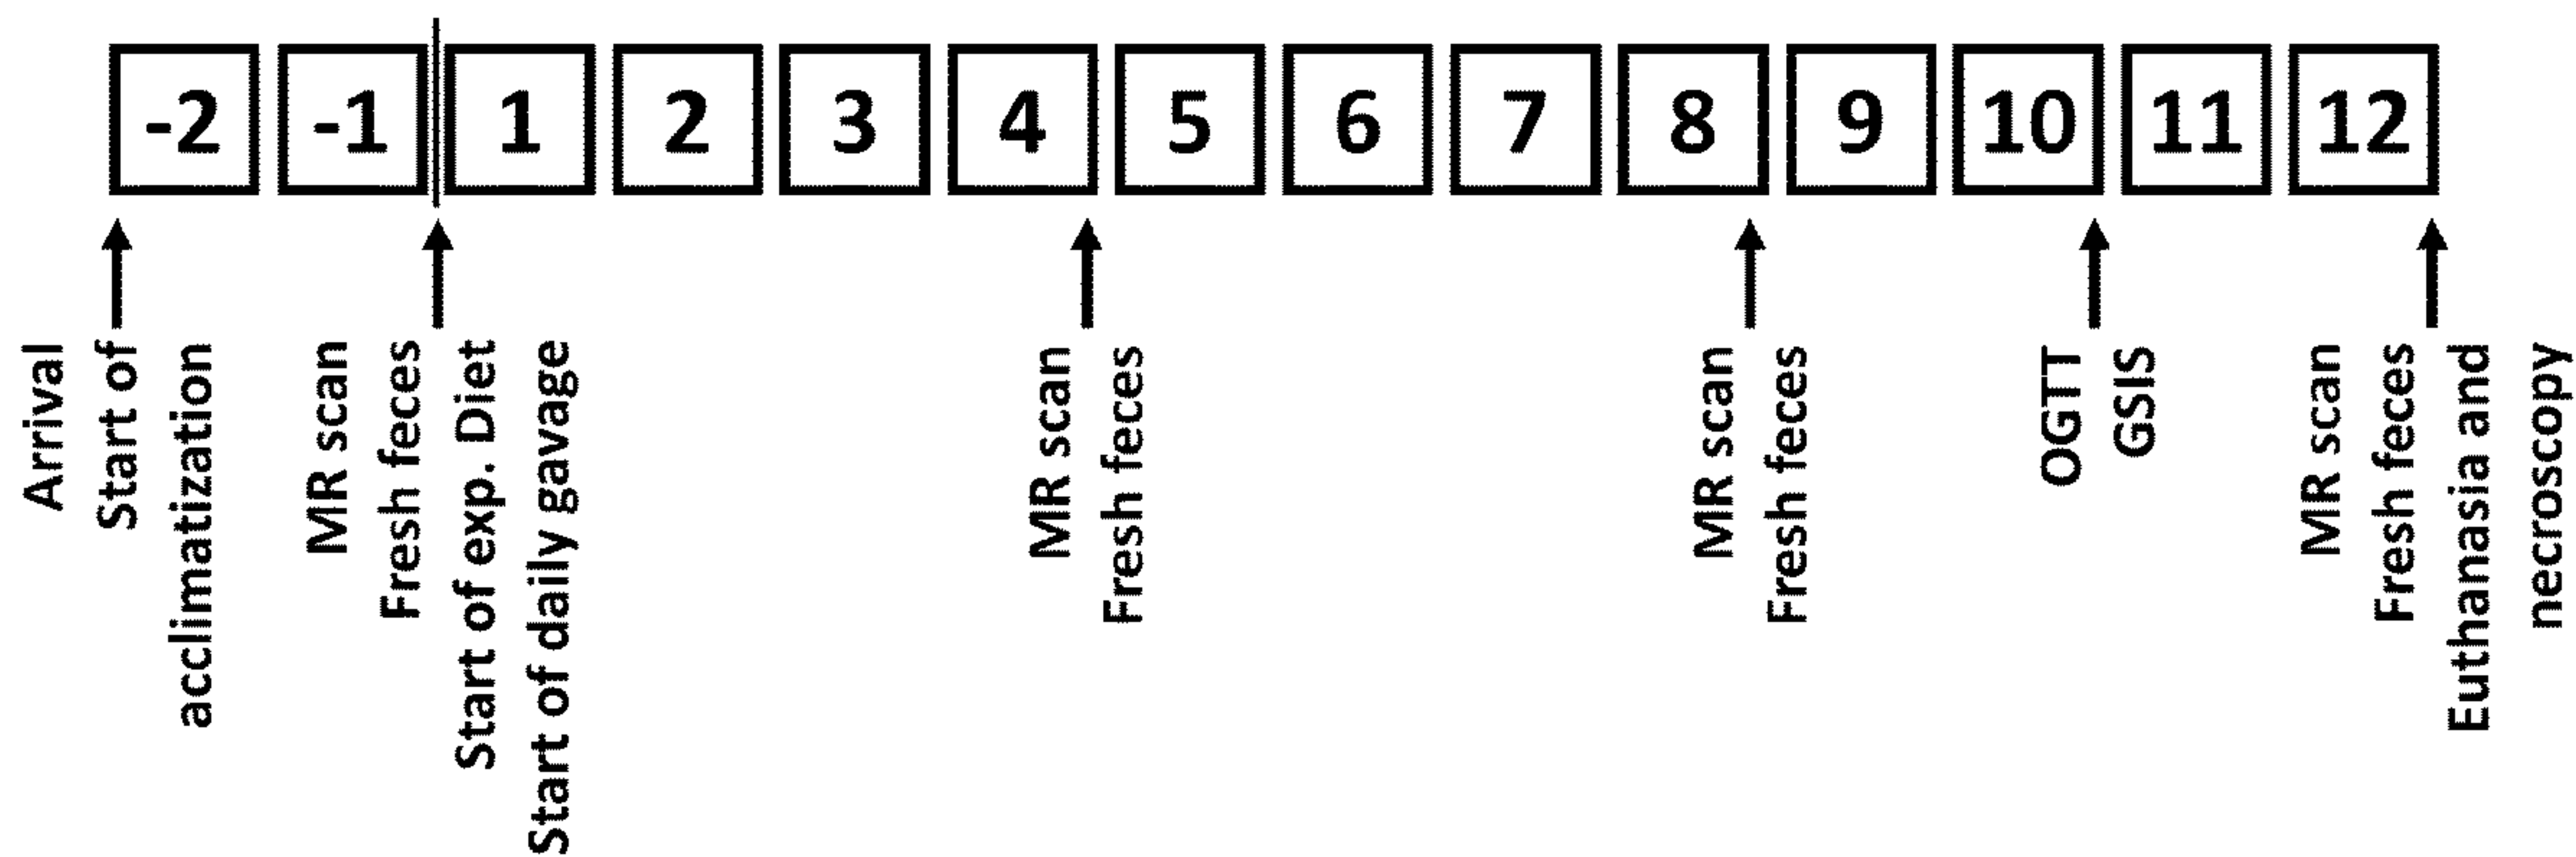 -2 -1 1 2 3 4 5 6 7 8 9 10 11 12
Arrival
Start of
acclimatization
MR scan
Fresh feces
Start of exp. Diet
Start of daily gavage
MR scan
Fresh feces
MR scan
Fresh feces
OGTT
GSIS
MR scan
Fresh feces
Euthanasia and
necroscopy